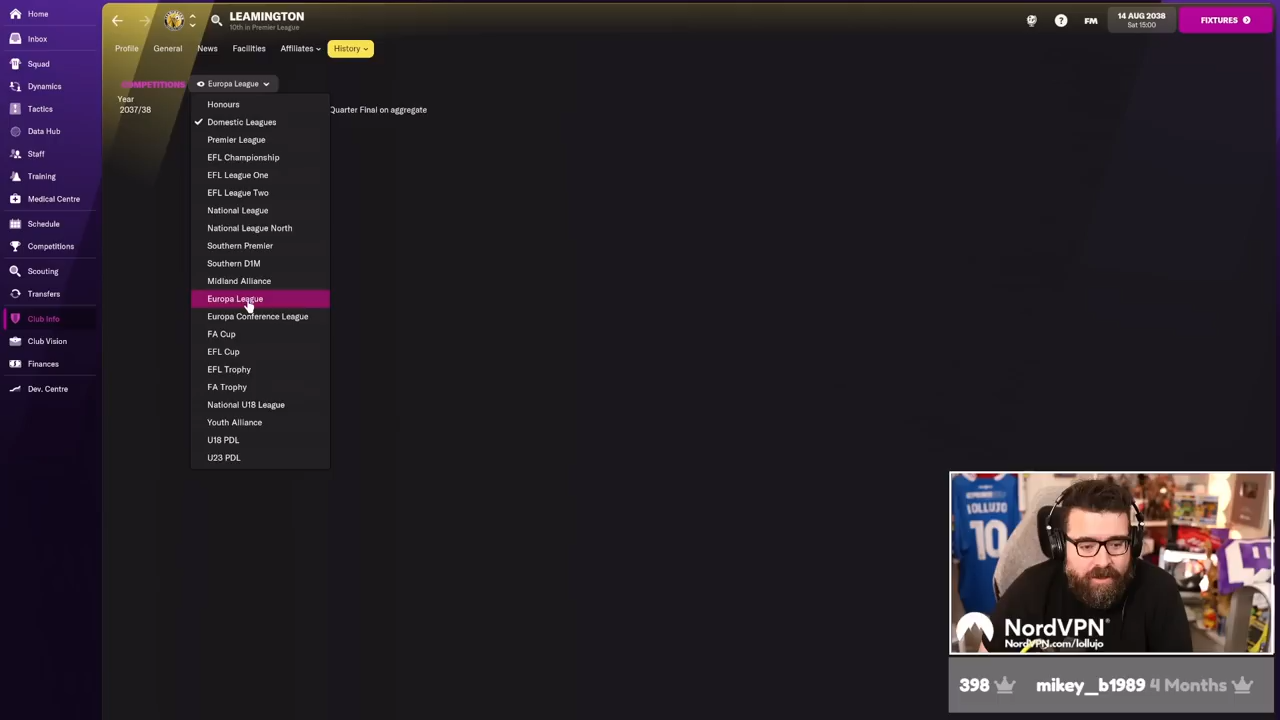 Home
Inbox
Squad
Dynamics
Tactics
Data Hub
Staff
Training
Medical Centre
Schedule
Competitions
Scouting
Transfers
Club Info
Club Vision
Finances
Dev. Centre
LEAMINGTON
10th in Premier League
FM
14 AUG 2038
Sat 15:00
FIXTURES
Profile
General
News
Facilities
Affiliates
History
COMPETITIONS
Europa League
Year
2037/38
Quarter Final on aggregate
Honours
Domestic Leagues
Premier League
EFL Championship
EFL League One
EFL League Two
National League
National League North
Southern Premier
Southern D1M
Midland Alliance
Europa League
Europa Conference League
FA Cup
EFL Cup
EFL Trophy
FA Trophy
National U18 League
Youth Alliance
U18 PDL
U23 PDL
LOLLUJO
10
NordVPN®
NordVPN.com/lollujo
398 mikey__b1989 4 Months